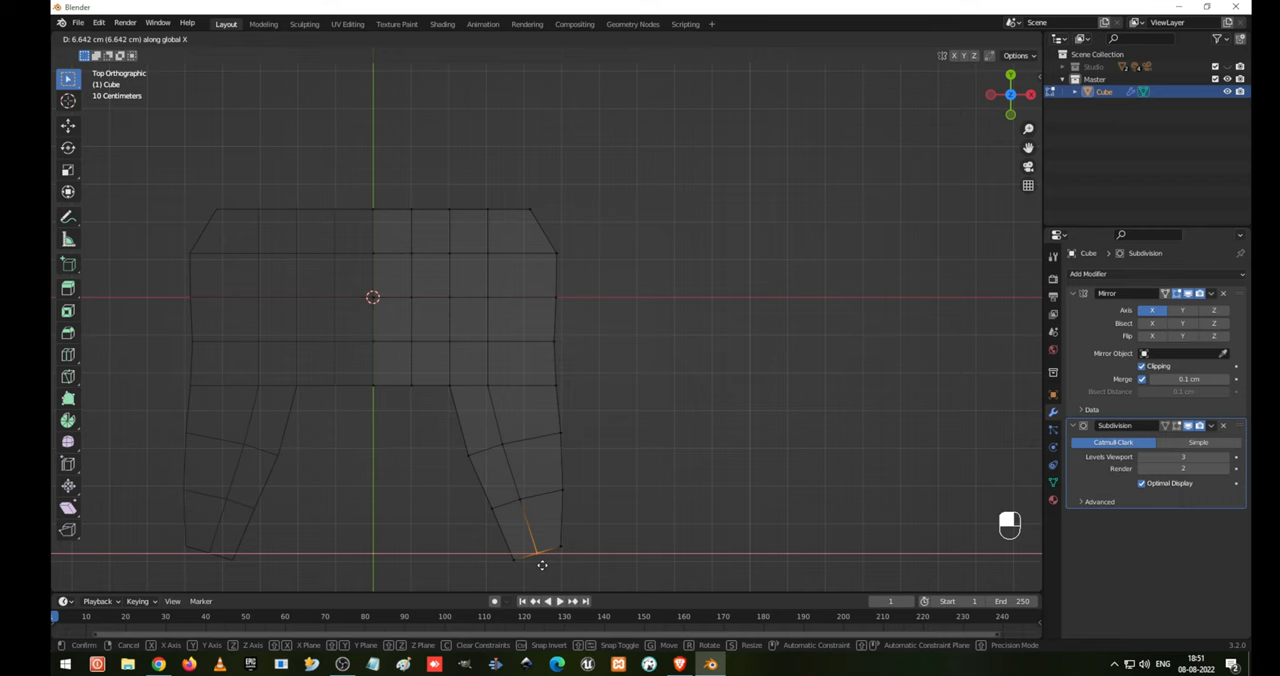 Blender
File Edit Render Window Help
Layout Modeling Sculpting UV Editing Texture Paint Shading Animation Rendering Compositing Geometry Nodes Scripting +
Scene
ViewLayer
D: 6.642 cm (6.642 cm) along global X
X Y Z Options
Top Orthographic
(1) Cube
10 Centimeters
Y
X
Z
Scene Collection
Studio 2 4
Master
Cube
Cube > Subdivision
Add Modifier
Mirror
Axis X Y Z
Bisect X Y Z
Flip X Y Z
Mirror Object
Clipping
Merge 0.1 cm
Bisect Distance 0.1 cm
Data
Subdivision
Catmull-Clark Simple
Levels Viewport 3
Render 2
Optimal Display
Advanced
Playback Keying View Marker
1 Start 1 End 250
10 20 30 40 50 60 70 80 90 100 110 120 130 140 150 160 170 180 190 200 210 220 230 240 250
Confirm Cancel X X Axis Y Y Axis Z Z Axis X X Plane Y Y Plane Z Z Plane C Clear Constraints Snap Invert Snap Toggle G Move R Rotate S Resize Automatic Constraint Automatic Constraint Plane Precision Mode 3.2.0
ENG
18:51
08-08-2022
2